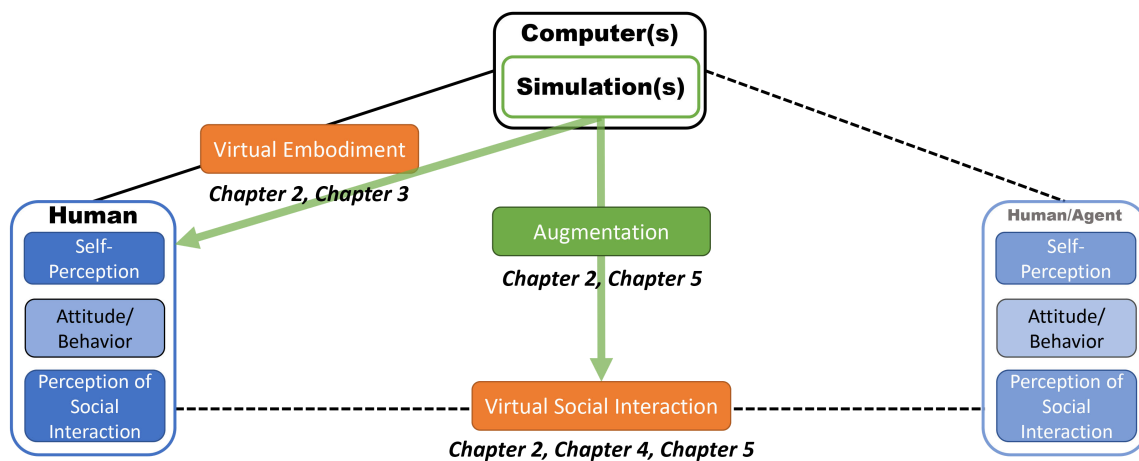 Computer(s)
Simulation(s)
Virtual Embodiment
Chapter 2, Chapter 3
Human
Self-
Perception
Attitude/
Behavior
Perception of
Social
Interaction
Augmentation
Chapter 2, Chapter 5
Virtual Social Interaction
Chapter 2, Chapter 4, Chapter 5
Human/Agent
Self-
Perception
Attitude/
Behavior
Perception of
Social
Interaction